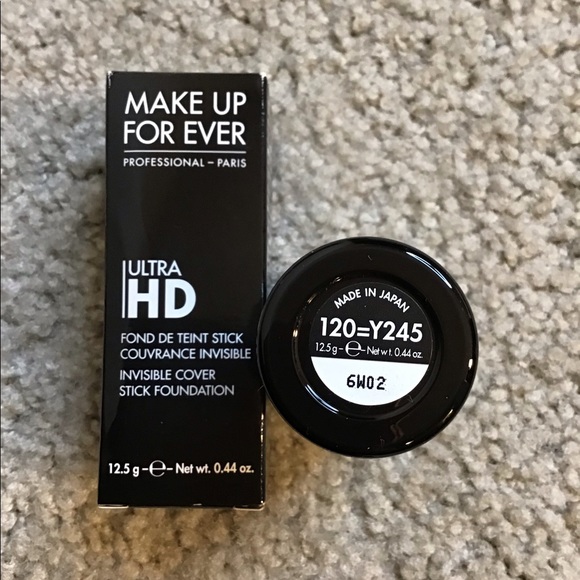 MAKE UP
FOR EVER
PROFESSIONAL – PARIS
ULTRA
HD
FOND DE TEINT STICK
COUVRANCE INVISIBLE
INVISIBLE COVER
STICK FOUNDATION
12.5 g – ℮ – Net wt. 0.44 oz.
MADE IN JAPAN
120=Y245
12.5 g – ℮ – Net wt. 0.44 oz.
6W02